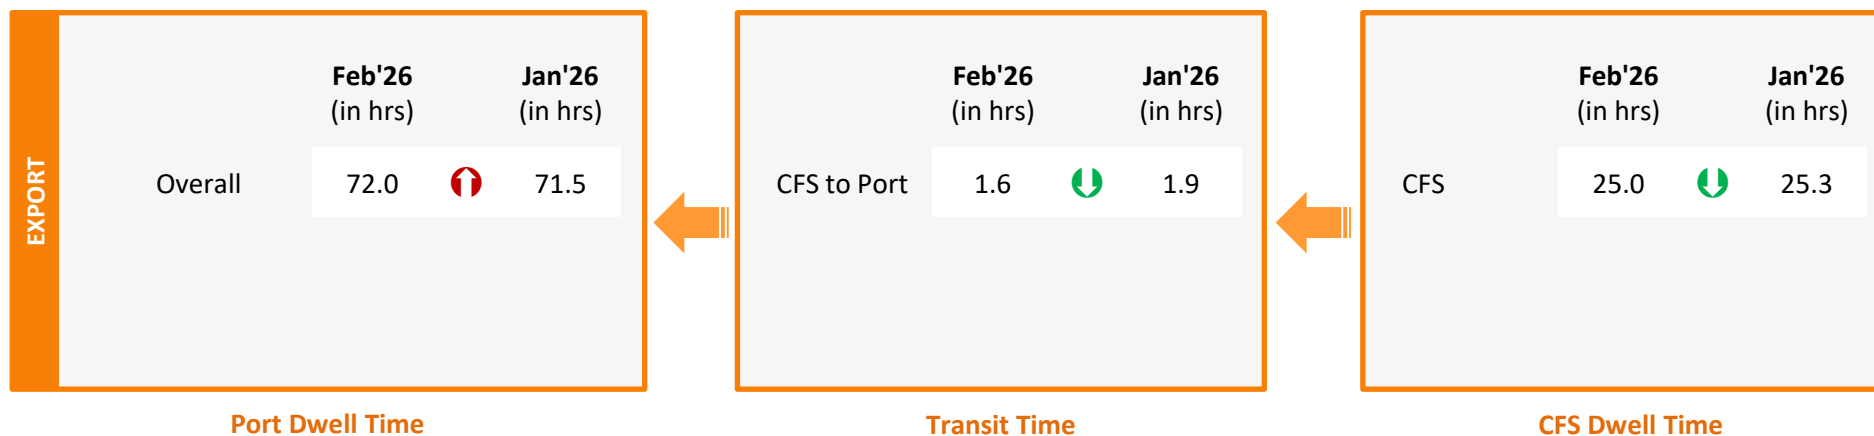 EXPORT
Feb'26 Jan'26
(in hrs) (in hrs)
Overall 72.0 71.5
Port Dwell Time
Feb'26 Jan'26
(in hrs) (in hrs)
CFS to Port 1.6 1.9
Transit Time
Feb'26 Jan'26
(in hrs) (in hrs)
CFS 25.0 25.3
CFS Dwell Time